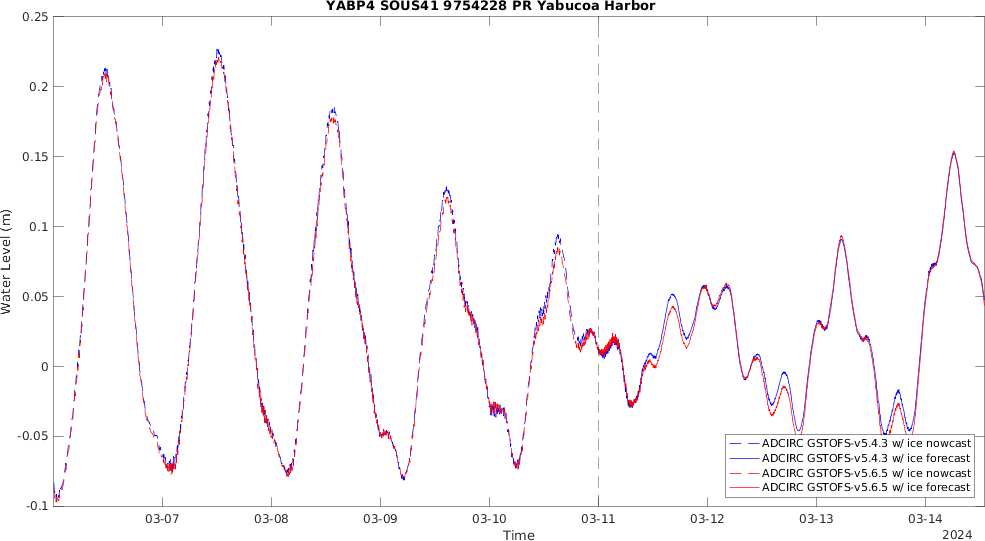 YABP4 SOUS41 9754228 PR Yabucoa Harbor
0.25
0.2
0.15
0.1
0.05
0
-0.05
-0.1
Water Level (m)
ADCIRC GSTOFS-v5.4.3 w/ ice nowcast
ADCIRC GSTOFS-v5.4.3 w/ ice forecast
ADCIRC GSTOFS-v5.6.5 w/ ice nowcast
ADCIRC GSTOFS-v5.6.5 w/ ice forecast
03-07 03-08 03-09 03-10 03-11 03-12 03-13 03-14
Time
2024